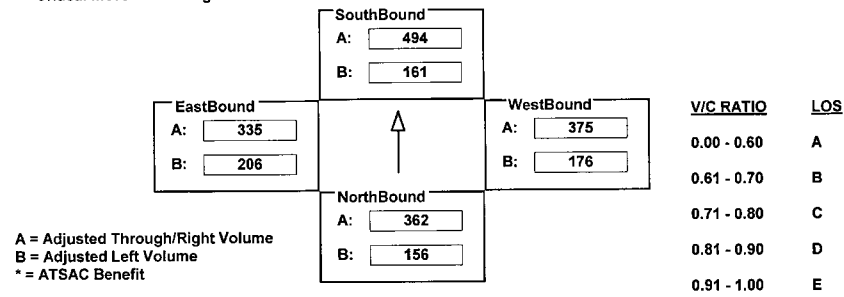 SouthBound
A: 494
B: 161
EastBound
A: 335
B: 206
WestBound
A: 375
B: 176
NorthBound
A: 362
B: 156
A = Adjusted Through/Right Volume
B = Adjusted Left Volume
* = ATSAC Benefit
V/C RATIO LOS
0.00 - 0.60 A
0.61 - 0.70 B
0.71 - 0.80 C
0.81 - 0.90 D
0.91 - 1.00 E